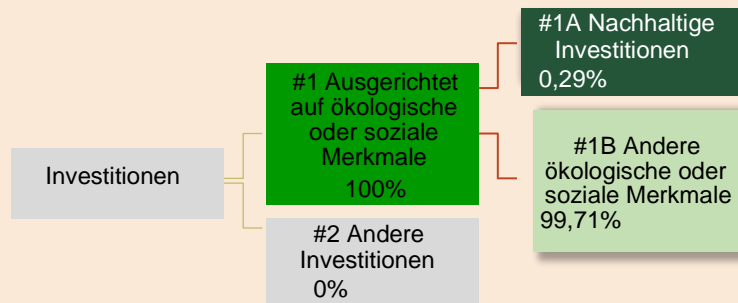 Investitionen
#1 Ausgerichtet
auf ökologische
oder soziale
Merkmale
100%
#2 Andere
Investitionen
0%
#1A Nachhaltige
Investitionen
0,29%
#1B Andere
ökologische oder
soziale Merkmale
99,71%